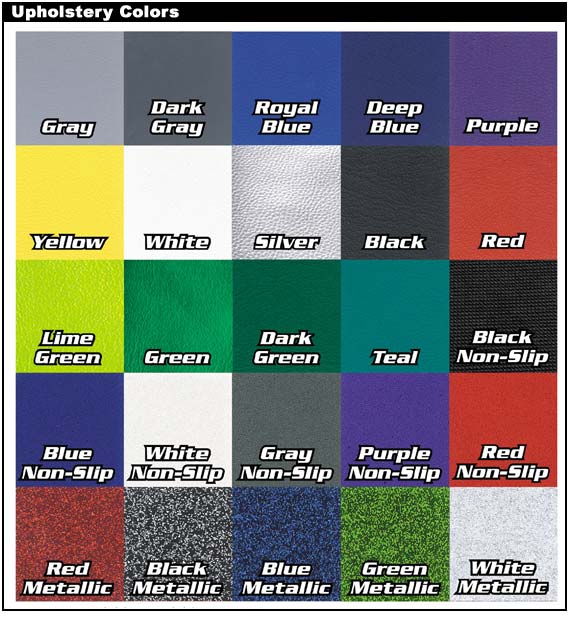 Upholstery Colors
Gray
Dark
Gray
Royal
Blue
Deep
Blue
Purple
Yellow
White
Silver
Black
Red
Lime
Green
Green
Dark
Green
Teal
Black
Non-Slip
Blue
Non-Slip
White
Non-Slip
Gray
Non-Slip
Purple
Non-Slip
Red
Non-Slip
Red
Metallic
Black
Metallic
Blue
Metallic
Green
Metallic
White
Metallic